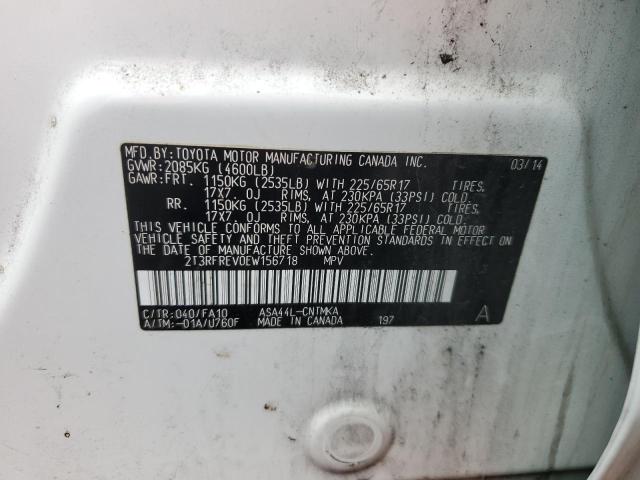 MFD.BY:TOYOTA MOTOR MANUFACTURING CANADA INC. 03/14
GVWR:2085KG (4600LB)
GAWR:FRT. 1150KG (2535LB) WITH 225/65R17 TIRES,
17X7.0J RIMS, AT 230KPA (33PSI) COLD.
RR. 1150KG (2535LB) WITH 225/65R17 TIRES,
17X7.0J RIMS, AT 230KPA (33PSI) COLD.
THIS VEHICLE CONFORMS TO ALL APPLICABLE FEDERAL MOTOR
VEHICLE SAFETY AND THEFT PREVENTION STANDARDS IN EFFECT ON
THE DATE OF MANUFACTURE SHOWN ABOVE.
2T3RFREV0EW156718 MPV
C/TR:040/FA10 ASA44L-CNTMKA
A/TM:-01A/U760F MADE IN CANADA 197 A